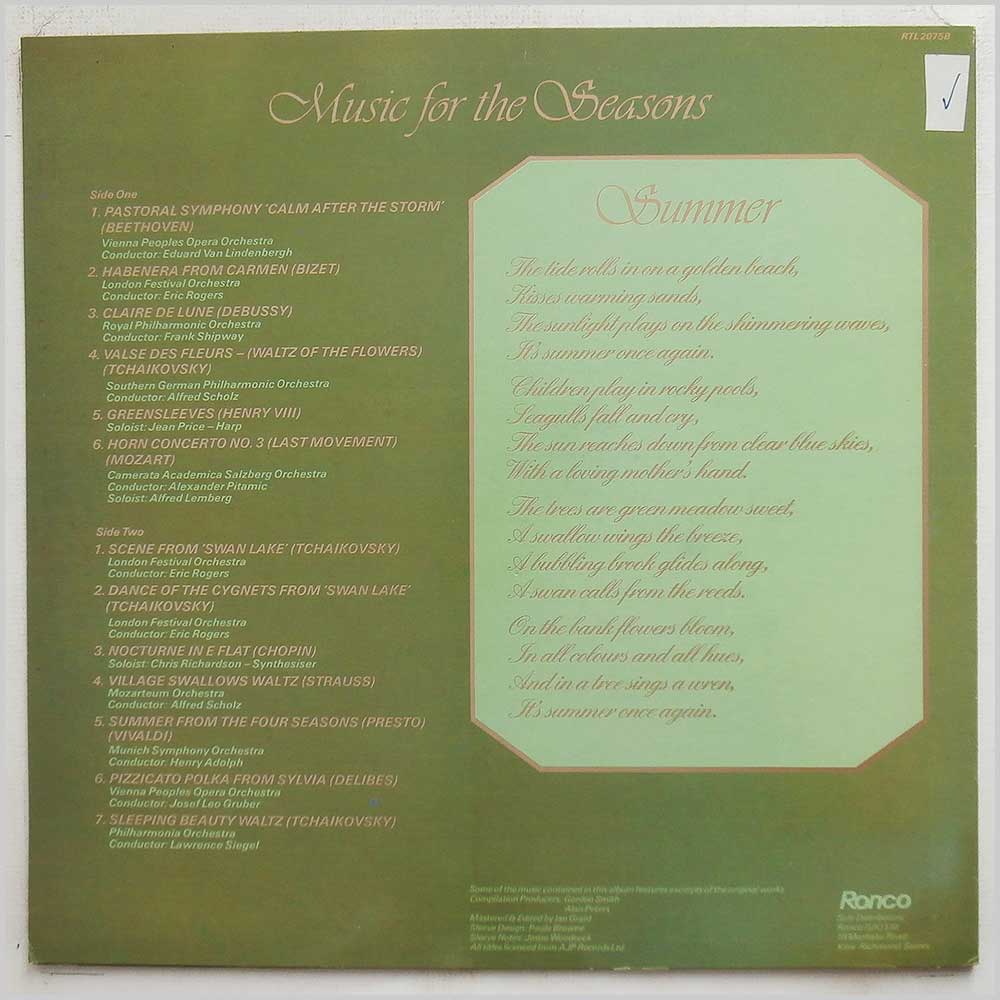 RTL2075B
Music for the Seasons
Side One
1. PASTORAL SYMPHONY 'CALM AFTER THE STORM'
(BEETHOVEN)
Vienna Peoples Opera Orchestra
Conductor: Eduard Van Lindenbergh
2. HABENERA FROM CARMEN (BIZET)
London Festival Orchestra
Conductor: Eric Rogers
3. CLAIRE DE LUNE (DEBUSSY)
Royal Philharmonic Orchestra
Conductor: Frank Shipway
4. VALSE DES FLEURS – (WALTZ OF THE FLOWERS)
(TCHAIKOVSKY)
Southern German Philharmonic Orchestra
Conductor: Alfred Scholz
5. GREENSLEEVES (HENRY VIII)
Soloist: Jean Price – Harp
6. HORN CONCERTO NO. 3 (LAST MOVEMENT)
(MOZART)
Camerata Academica Salzberg Orchestra
Conductor: Alexander Pitamic
Soloist: Alfred Lemberg
Side Two
1. SCENE FROM 'SWAN LAKE' (TCHAIKOVSKY)
London Festival Orchestra
Conductor: Eric Rogers
2. DANCE OF THE CYGNETS FROM 'SWAN LAKE'
(TCHAIKOVSKY)
London Festival Orchestra
Conductor: Eric Rogers
3. NOCTURNE IN E FLAT (CHOPIN)
Soloist: Chris Richardson – Synthesiser
4. VILLAGE SWALLOWS WALTZ (STRAUSS)
Mozarteum Orchestra
Conductor: Alfred Scholz
5. SUMMER FROM THE FOUR SEASONS (PRESTO)
(VIVALDI)
Munich Symphony Orchestra
Conductor: Henry Adolph
6. PIZZICATO POLKA FROM SYLVIA (DELIBES)
Vienna Peoples Opera Orchestra
Conductor: Josef Leo Gruber
7. SLEEPING BEAUTY WALTZ (TCHAIKOVSKY)
Philharmonia Orchestra
Conductor: Lawrence Siegel
Summer
The tide rolls in on a golden beach,
Kisses warming sands,
The sunlight plays on the shimmering waves,
It's summer once again.
Children play in rocky pools,
Seagulls fall and cry,
The sun reaches down from clear blue skies,
With a loving mother's hand.
The trees are green meadow sweet,
A swallow wings the breeze,
A bubbling brook glides along,
A swan calls from the reeds.
On the bank flowers bloom,
In all colours and all hues,
And in a tree sings a wren,
It's summer once again.
Some of the music contained in this album features excerpts of the original works
Compilation Producers: Gordon Smith
Alan Peters
Mastered & Edited by Ian
Sleeve Design: Paula Browne
Sleeve Notes: Woodcock
All titles licensed from AJP Records Ltd
Ronco
Sole Distributors
Road
Kew Richmond Surrey